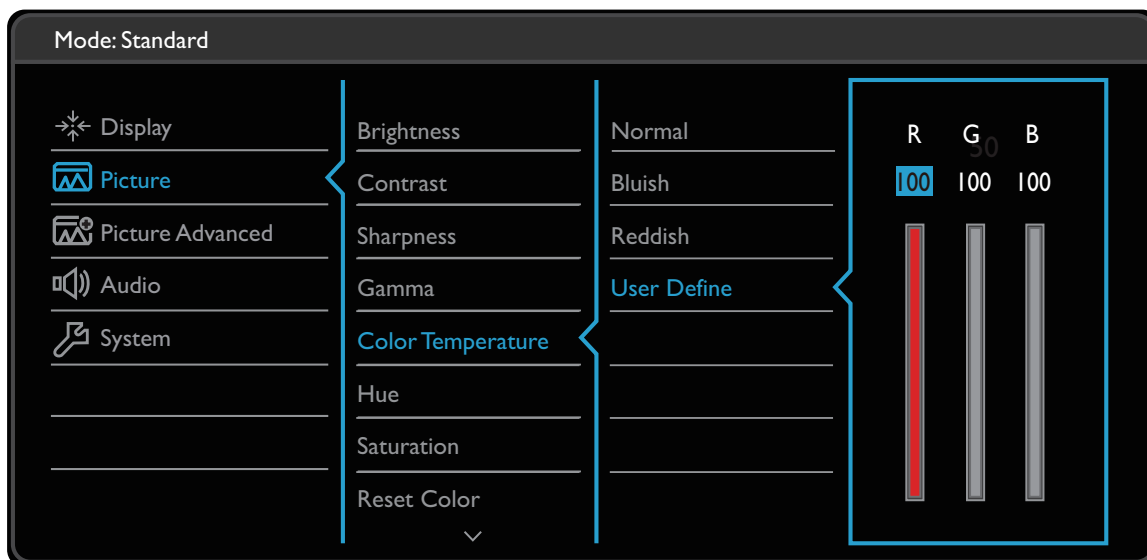 Mode: Standard
Display
Picture
Picture Advanced
Audio
System
Brightness
Contrast
Sharpness
Gamma
Color Temperature
Hue
Saturation
Reset Color
Normal
Bluish
Reddish
User Define
R G B
50
100 100 100